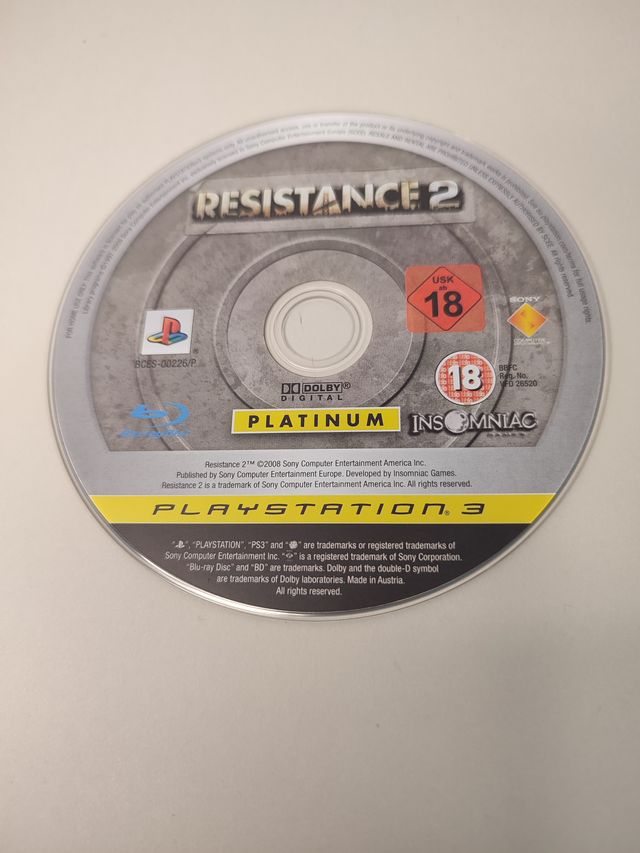 RESISTANCE 2
USK
ab
18
SONY
COMPUTER
BCES-00226/P
18
BBFC
Reg. No.
VFD 26520
DOLBY®
DIGITAL
PLATINUM
INSOMNIAC
GAMES
Resistance 2™ ©2008 Sony Computer Entertainment America Inc.
Published by Sony Computer Entertainment Europe. Developed by Insomniac Games.
Resistance 2 is a trademark of Sony Computer Entertainment America Inc. All rights reserved.
PLAYSTATION® 3
" ", "PLAYSTATION", "PS3" and " " are trademarks or registered trademarks of
Sony Computer Entertainment Inc. " " is a registered trademark of Sony Corporation.
"Blu-ray Disc" and "BD" are trademarks. Dolby and the double-D symbol
are trademarks of Dolby laboratories. Made in Austria.
All rights reserved.